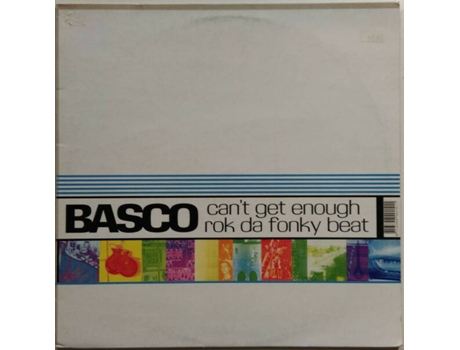 BASCO
can't get enough
rok da fonky beat